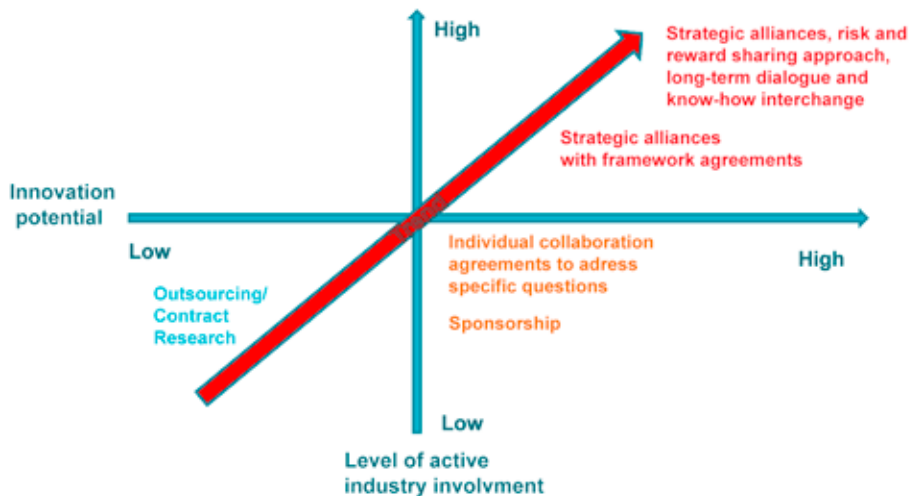 High
Strategic alliances, risk and
reward sharing approach,
long-term dialogue and
know-how interchange
Strategic alliances
with framework agreements
Innovation
potential
Trend
Low
High
Individual collaboration
agreements to adress
specific questions
Sponsorship
Outsourcing/
Contract
Research
Low
Level of active
industry involvment